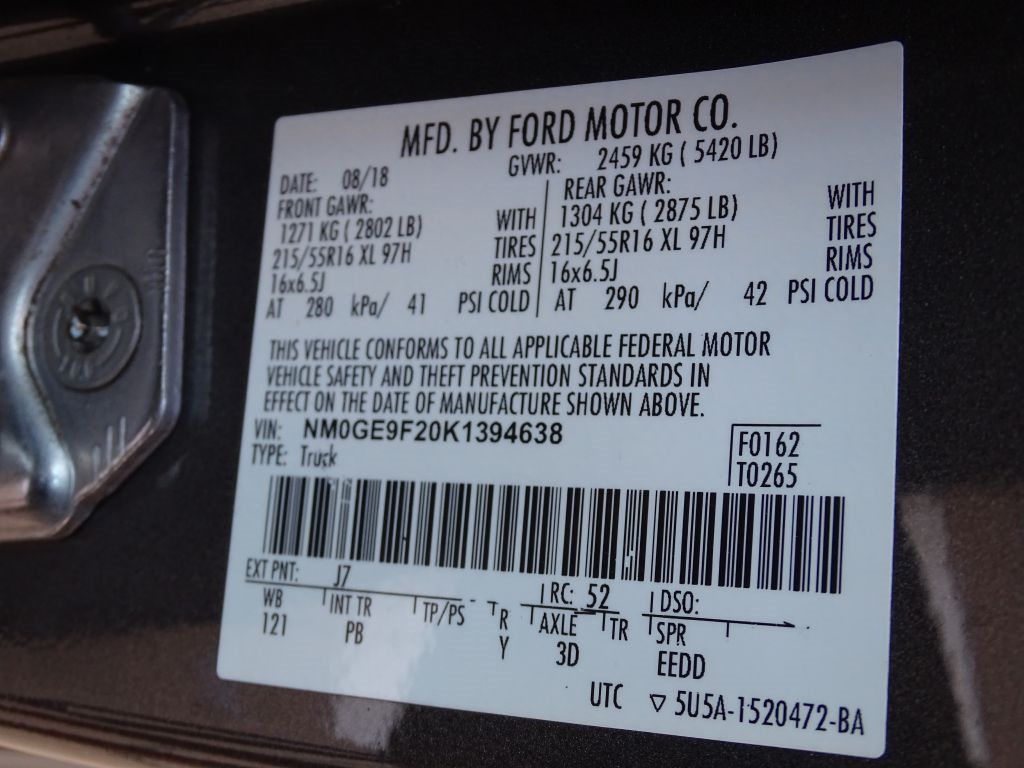 MFD. BY FORD MOTOR CO.
DATE: 08/18 GVWR: 2459 KG ( 5420 LB)
FRONT GAWR: REAR GAWR:
1271 KG ( 2802 LB) WITH 1304 KG ( 2875 LB) WITH
215/55R16 XL 97H TIRES 215/55R16 XL 97H TIRES
16x6.5J RIMS 16x6.5J RIMS
AT 280 kPa/ 41 PSI COLD AT 290 kPa/ 42 PSI COLD
THIS VEHICLE CONFORMS TO ALL APPLICABLE FEDERAL MOTOR
VEHICLE SAFETY AND THEFT PREVENTION STANDARDS IN
EFFECT ON THE DATE OF MANUFACTURE SHOWN ABOVE.
VIN: NM0GE9F20K1394638 F0162
TYPE: Truck T0265
EXT PNT: J7 RC: 52 DSO:
WB INT TR TP/PS R AXLE TR SPR
121 PB Y 3D EEDD
UTC ▽ 5U5A-1520472-BA